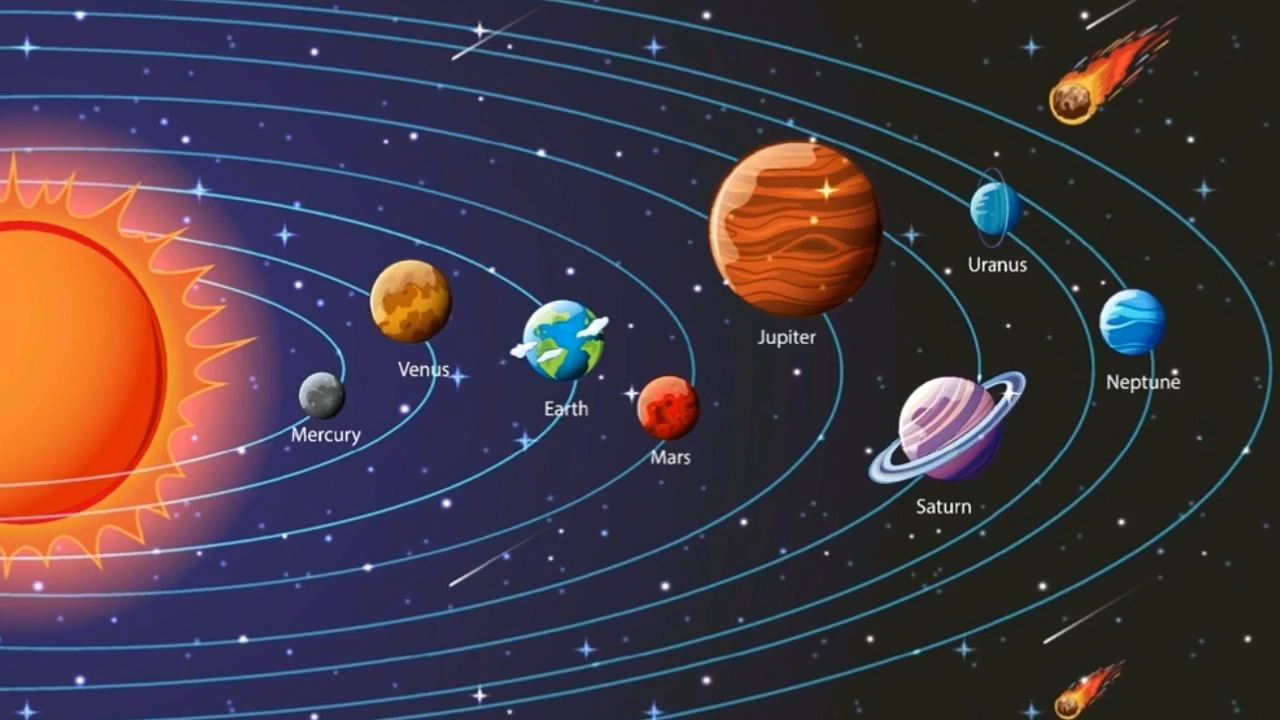 Mercury
Venus
Earth
Mars
Jupiter
Saturn
Uranus
Neptune